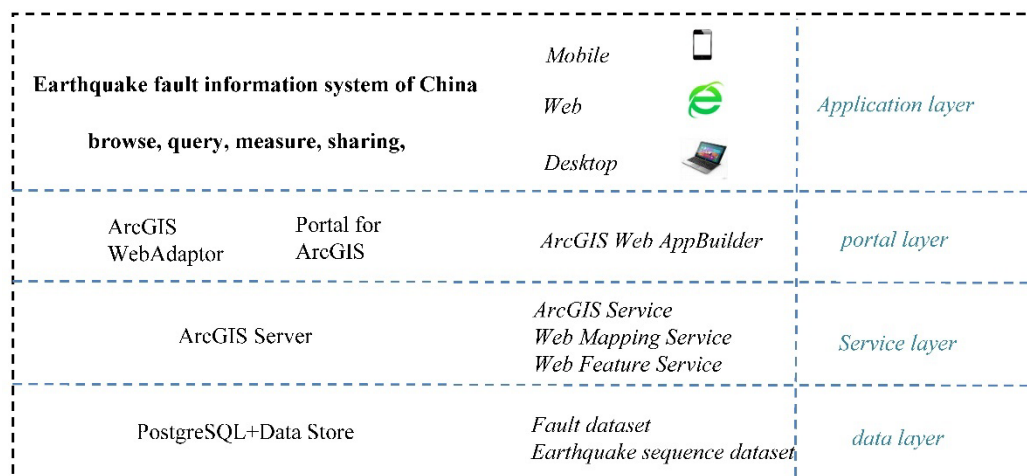 Earthquake fault information system of China
browse, query, measure, sharing,
Mobile
Web
Desktop
Application layer
ArcGIS
WebAdaptor
Portal for
ArcGIS
ArcGIS Web AppBuilder
portal layer
ArcGIS Server
ArcGIS Service
Web Mapping Service
Web Feature Service
Service layer
PostgreSQL+Data Store
Fault dataset
Earthquake sequence dataset
data layer